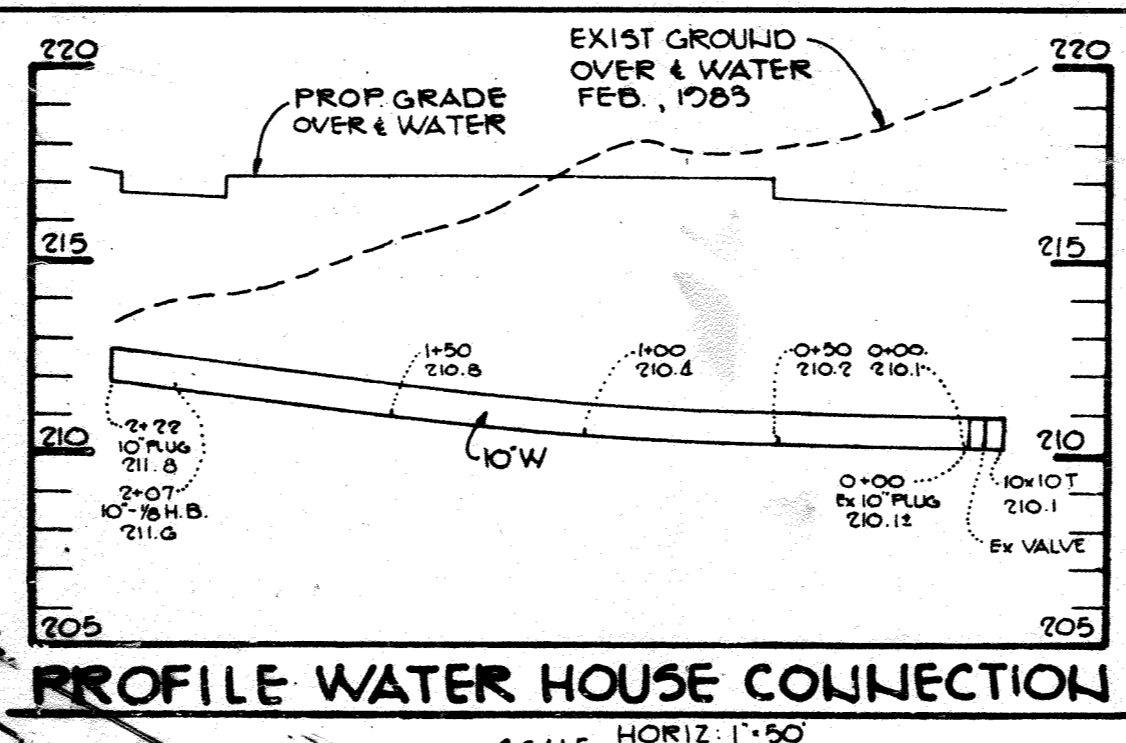 220
EXIST GROUND
OVER ℄ WATER
FEB., 1983
220
PROP. GRADE
OVER ℄ WATER
215
215
1+50
210.8
1+00
210.4
0+50
210.2
0+00
210.1
210
2+22
10" PLUG
211.8
2+07
10"-1/8 H.B.
211.6
10"W
0+00
Ex 10" PLUG
210.1±
210
10x10 T
210.1
Ex VALVE
205
205
PROFILE WATER HOUSE CONNECTION
HORIZ: 1"=50'